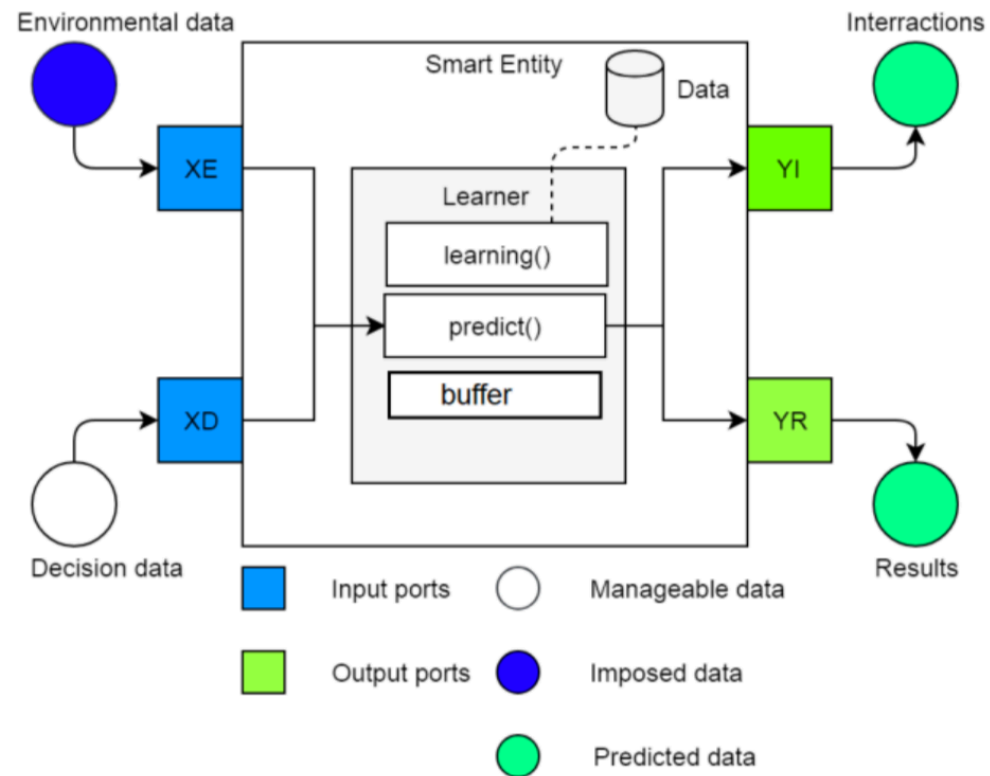 Environmental data
Interractions
Smart Entity
Data
XE
YI
Learner
learning()
predict()
buffer
XD
YR
Decision data
Results
Input ports
Manageable data
Output ports
Imposed data
Predicted data